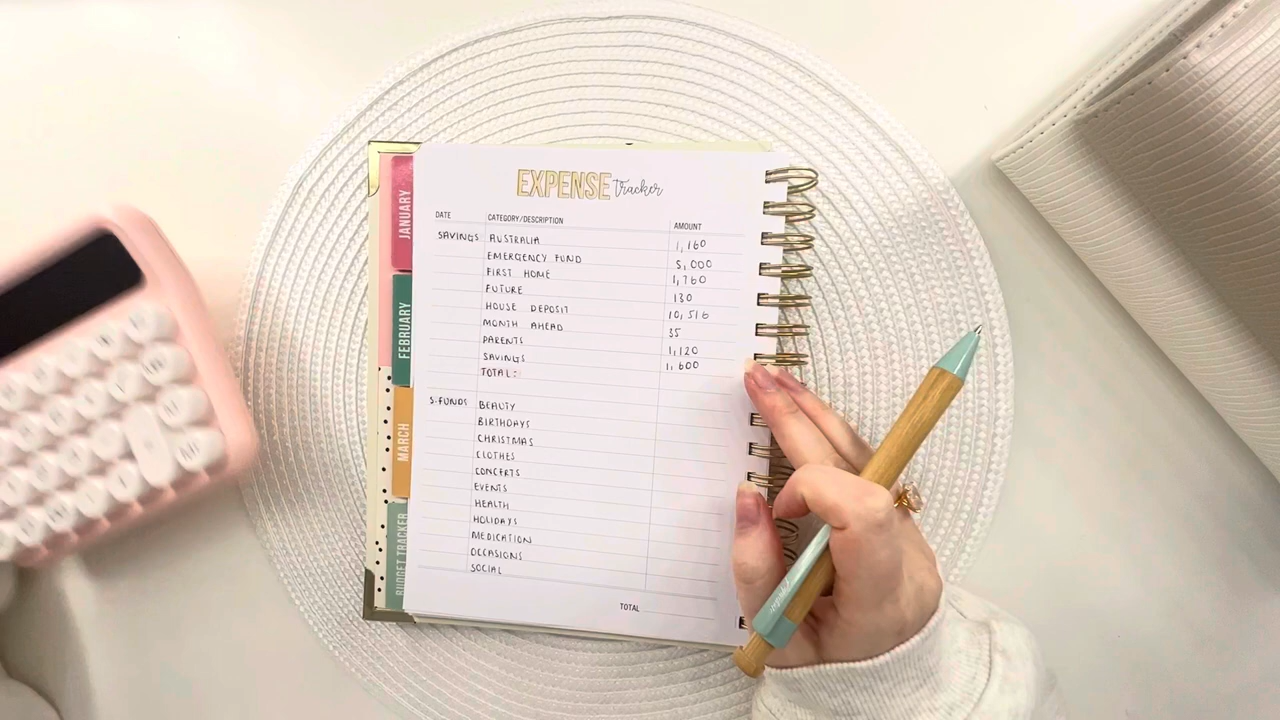 EXPENSE Tracker
DATE CATEGORY/DESCRIPTION AMOUNT
SAVINGS AUSTRALIA 1,160
EMERGENCY FUND 5,000
FIRST HOME 1,760
FUTURE 130
HOUSE DEPOSIT 10,516
MONTH AHEAD 35
PARENTS 1,120
SAVINGS 1,600
TOTAL:
S.FUNDS BEAUTY
BIRTHDAYS
CHRISTMAS
CLOTHES
CONCERTS
EVENTS
HEALTH
HOLIDAYS
MEDICATION
OCCASIONS
SOCIAL
TOTAL
JANUARY
FEBRUARY
MARCH
BUDGET TRACKER